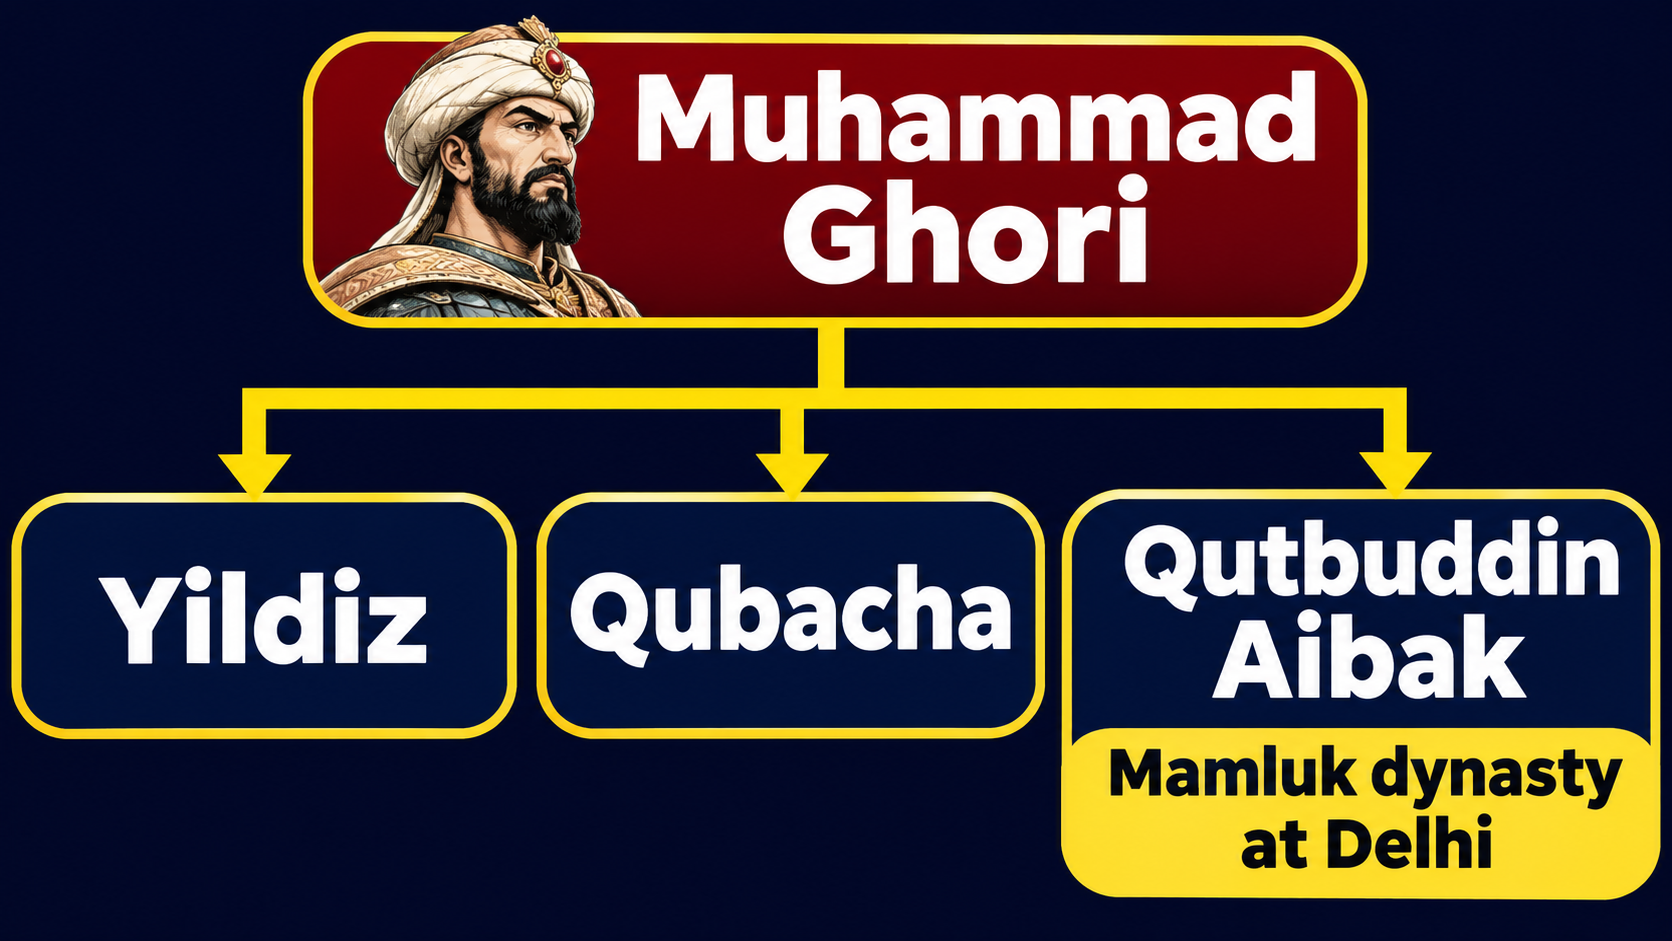 Muhammad
Ghori
Yildiz
Qubacha
Qutbuddin
Aibak
Mamluk dynasty
at Delhi